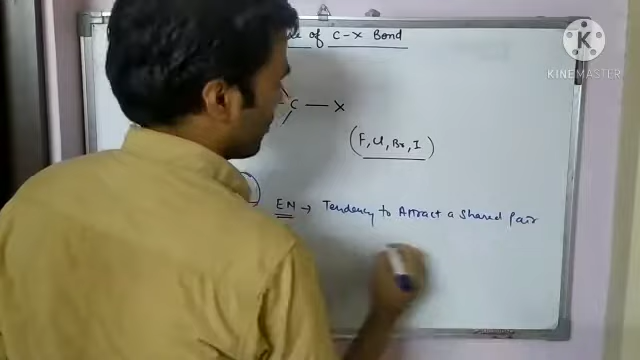 of C-X Bond
KINEMASTER
C — X
(F, Cl, Br, I)
EN → Tendency to Attract a Shared Pair